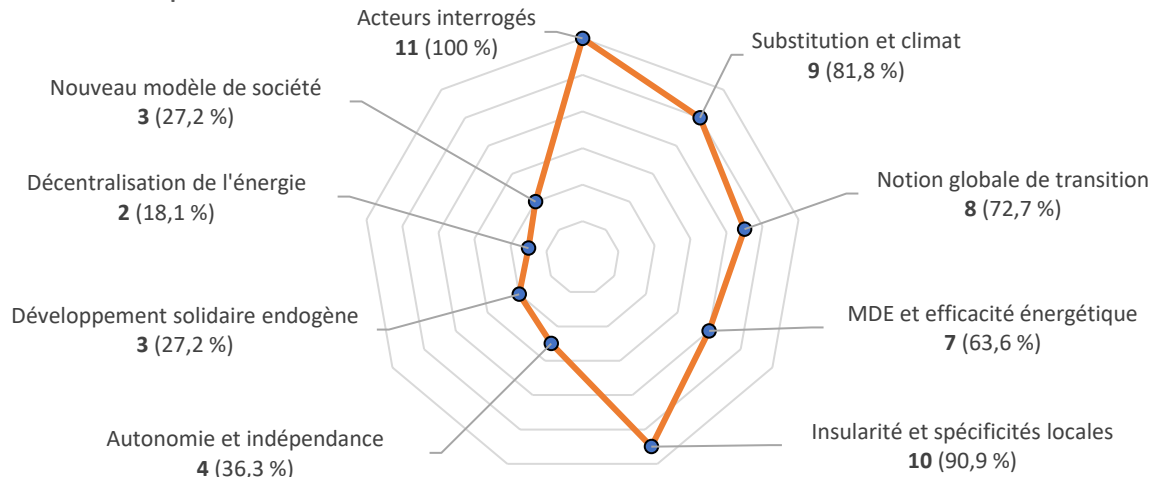 Acteurs interrogés
11 (100 %)
Substitution et climat
9 (81,8 %)
Notion globale de transition
8 (72,7 %)
MDE et efficacité énergétique
7 (63,6 %)
Insularité et spécificités locales
10 (90,9 %)
Autonomie et indépendance
4 (36,3 %)
Développement solidaire endogène
3 (27,2 %)
Décentralisation de l'énergie
2 (18,1 %)
Nouveau modèle de société
3 (27,2 %)